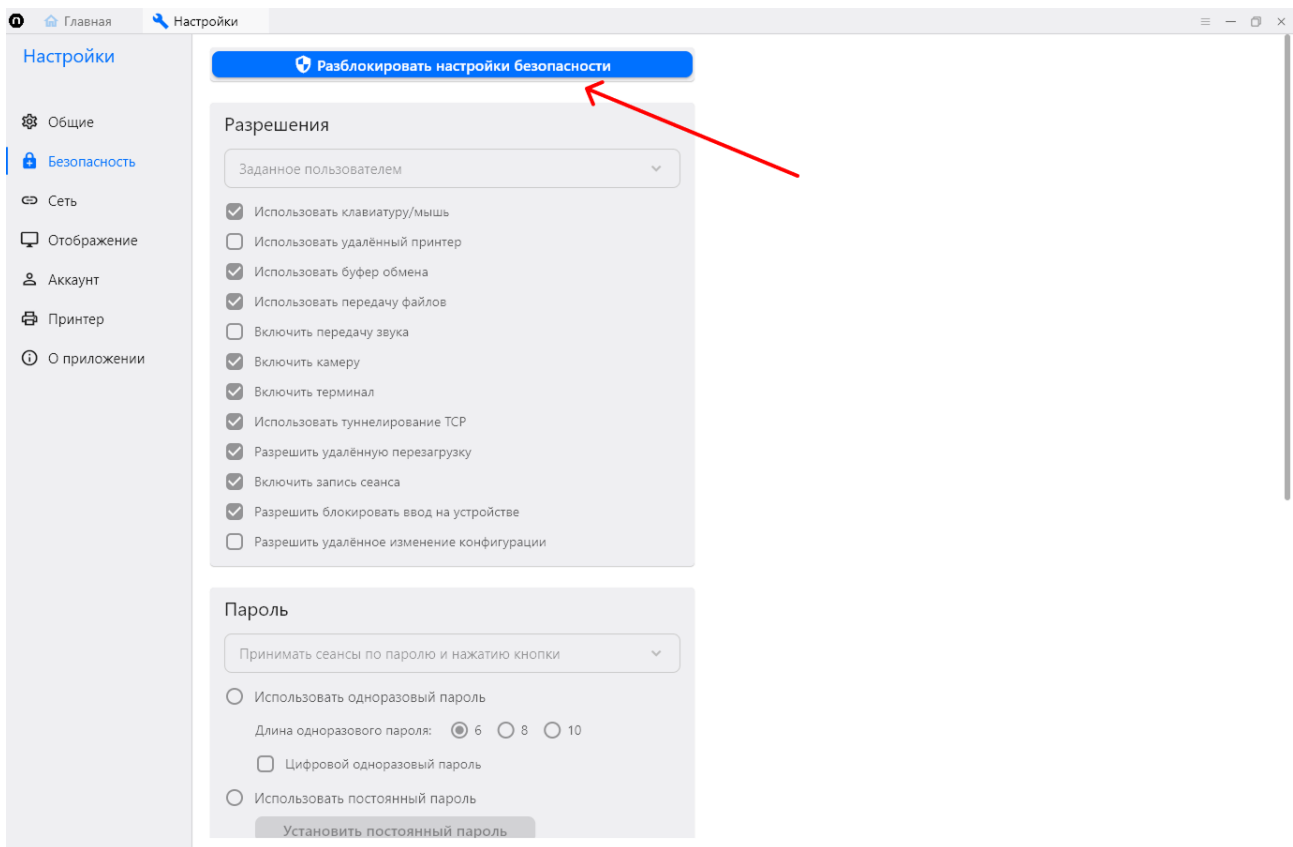 Главная
Настройки
Настройки
Общие
Безопасность
Сеть
Отображение
Аккаунт
Принтер
О приложении
Разблокировать настройки безопасности
Разрешения
Заданное пользователем
Использовать клавиатуру/мышь
Использовать удалённый принтер
Использовать буфер обмена
Использовать передачу файлов
Включить передачу звука
Включить камеру
Включить терминал
Использовать туннелирование TCP
Разрешить удалённую перезагрузку
Включить запись сеанса
Разрешить блокировать ввод на устройстве
Разрешить удалённое изменение конфигурации
Пароль
Принимать сеансы по паролю и нажатию кнопки
Использовать одноразовый пароль
Длина одноразового пароля: 6 8 10
Цифровой одноразовый пароль
Использовать постоянный пароль
Установить постоянный пароль